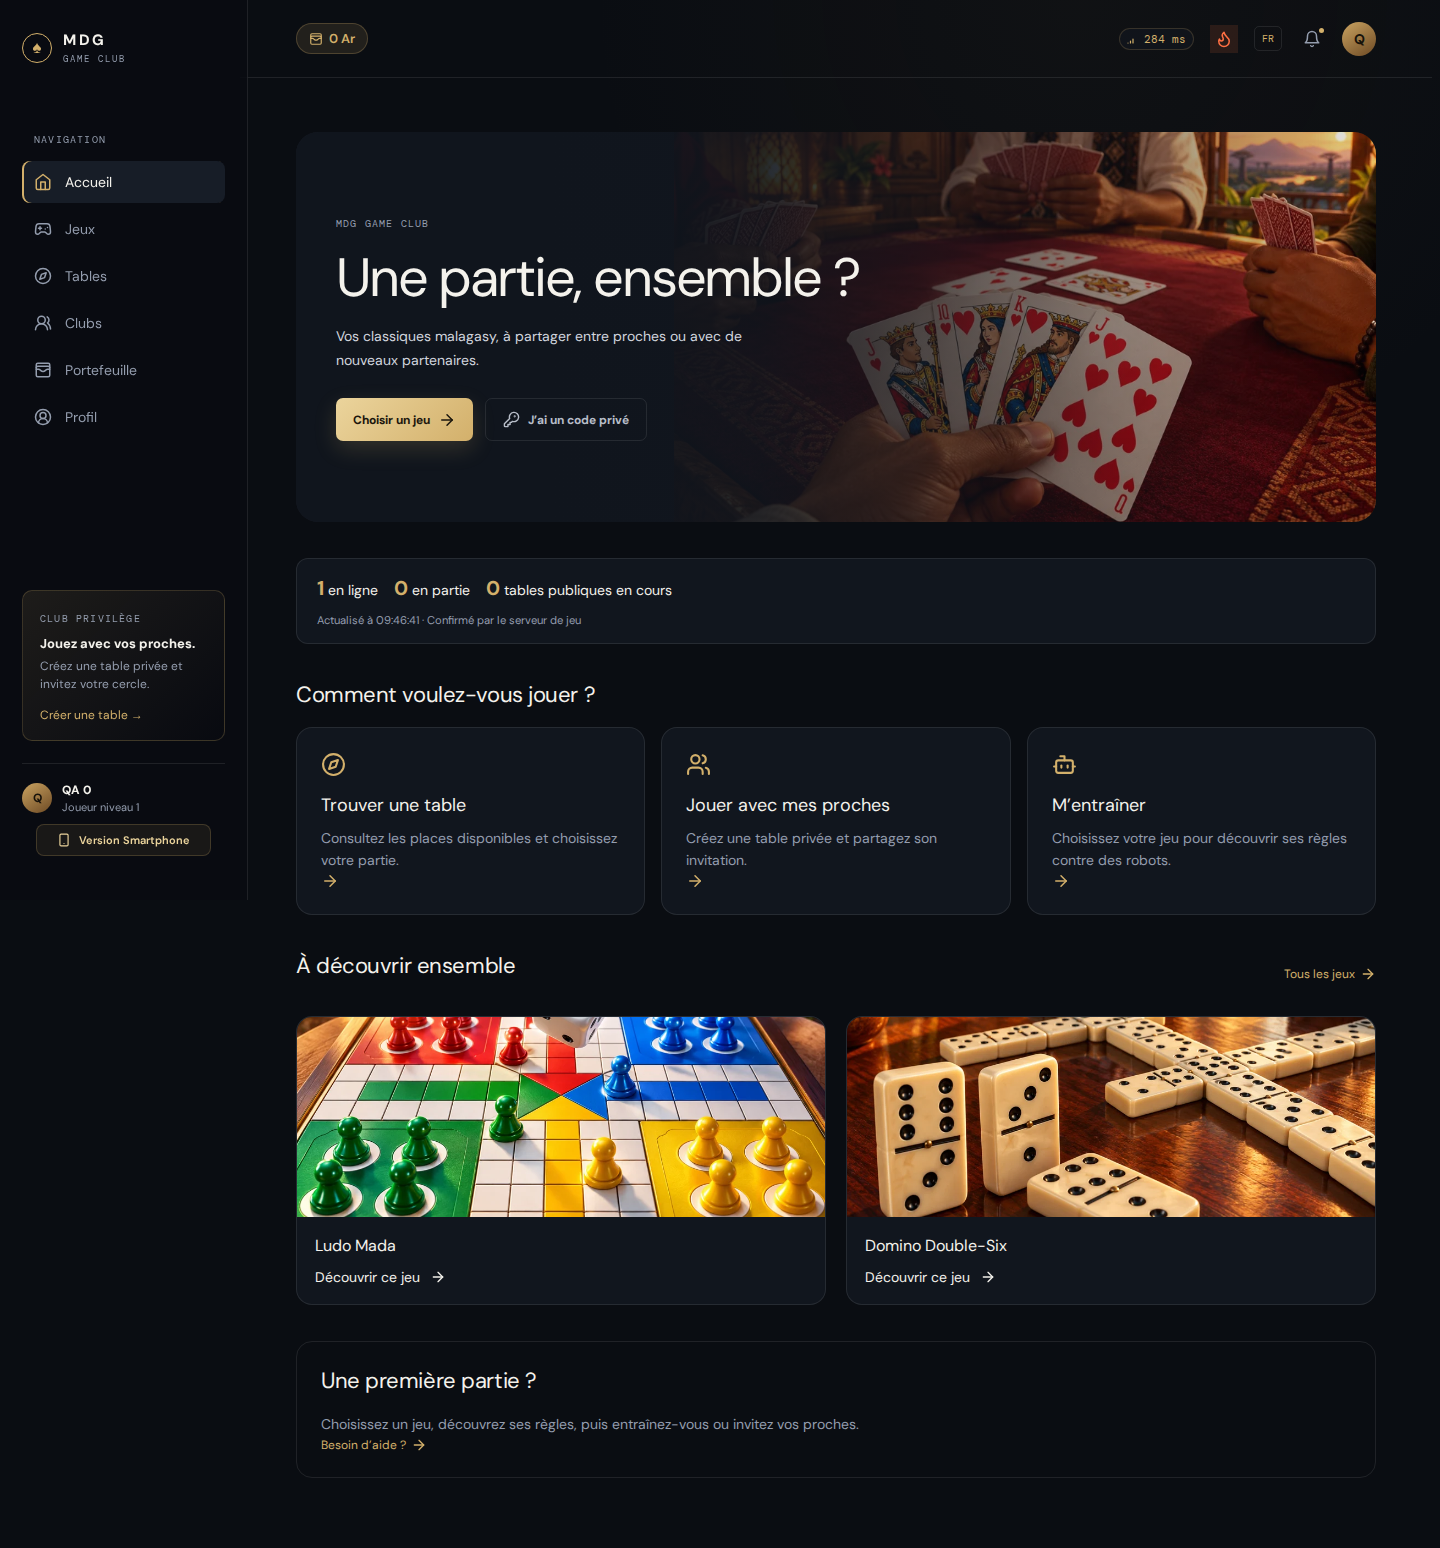 MDG
GAME CLUB
NAVIGATION
Accueil
Jeux
Tables
Clubs
Portefeuille
Profil
CLUB PRIVILÈGE
Jouez avec vos proches.
Créez une table privée et
invitez votre cercle.
Créer une table →
Q
QA 0
Joueur niveau 1
Version Smartphone
0 Ar
284 ms
FR
Q
MDG GAME CLUB
Une partie, ensemble ?
Vos classiques malagasy, à partager entre proches ou avec de
nouveaux partenaires.
Choisir un jeu →
J’ai un code privé
J
10
K
J
Q
1 en ligne 0 en partie 0 tables publiques en cours
Actualisé à 09:46:41 · Confirmé par le serveur de jeu
Comment voulez-vous jouer ?
Trouver une table
Consultez les places disponibles et choisissez
votre partie.
→
Jouer avec mes proches
Créez une table privée et partagez son
invitation.
→
M’entraîner
Choisissez votre jeu pour découvrir ses règles
contre des robots.
→
À découvrir ensemble
Tous les jeux →
Ludo Mada
Découvrir ce jeu →
Domino Double-Six
Découvrir ce jeu →
Une première partie ?
Choisissez un jeu, découvrez ses règles, puis entraînez-vous ou invitez vos proches.
Besoin d’aide ? →